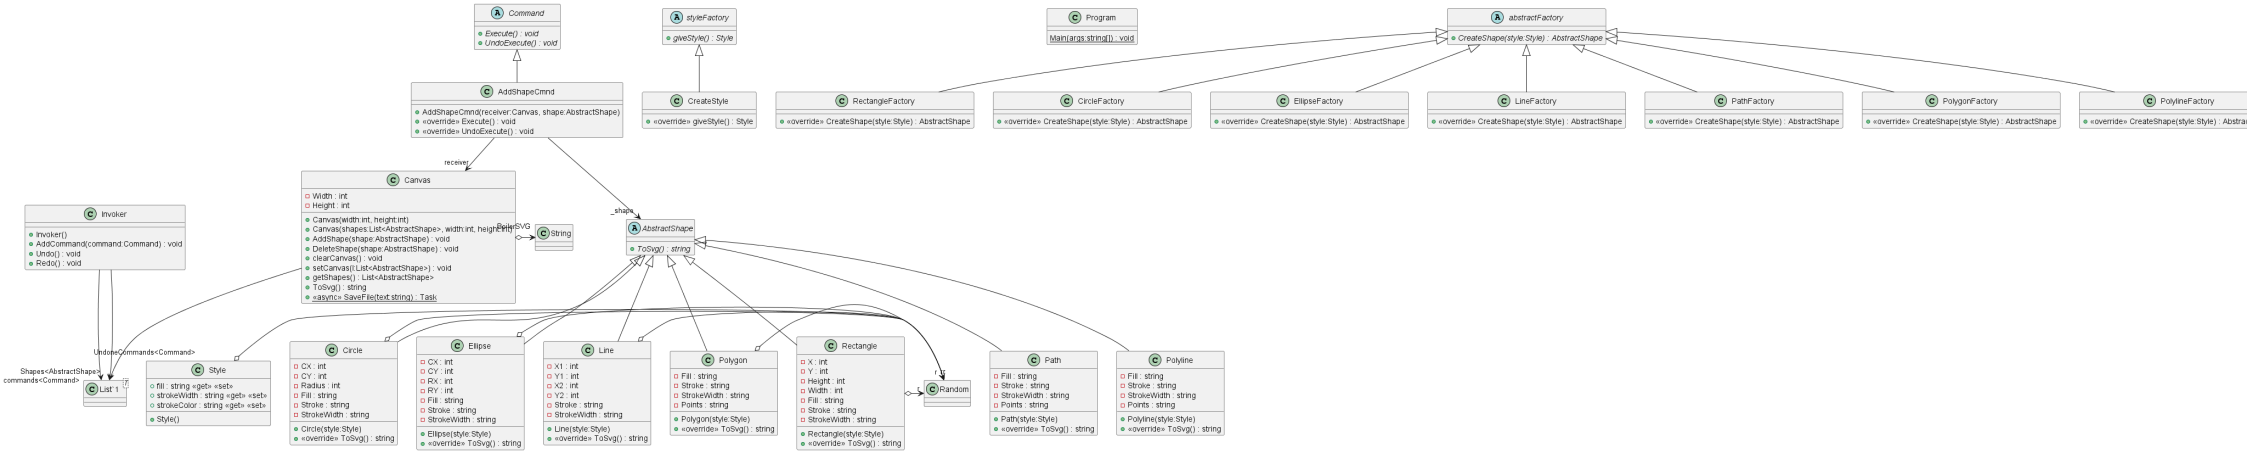 Command
Execute() : void
UndoExecute() : void
styleFactory
giveStyle() : Style
Program
Main(args:string[]) : void
abstractFactory
CreateShape(style:Style) : AbstractShape
AddShapeCmnd
AddShapeCmnd(receiver:Canvas, shape:AbstractShape)
«override» Execute() : void
«override» UndoExecute() : void
CreateStyle
«override» giveStyle() : Style
RectangleFactory
«override» CreateShape(style:Style) : AbstractShape
CircleFactory
«override» CreateShape(style:Style) : AbstractShape
EllipseFactory
«override» CreateShape(style:Style) : AbstractShape
LineFactory
«override» CreateShape(style:Style) : AbstractShape
PathFactory
«override» CreateShape(style:Style) : AbstractShape
PolygonFactory
«override» CreateShape(style:Style) : AbstractShape
PolylineFactory
«override» CreateShape(style:Style) : Abstra
receiver
_shape
Invoker
Invoker()
AddCommand(command:Command) : void
Undo() : void
Redo() : void
Canvas
Width : int
Height : int
Canvas(width:int, height:int)
Canvas(shapes:List<AbstractShape>, width:int, height:int)
AddShape(shape:AbstractShape) : void
DeleteShape(shape:AbstractShape) : void
clearCanvas() : void
setCanvas(l:List<AbstractShape>) : void
getShapes() : List<AbstractShape>
ToSvg() : string
«async» SaveFile(text:string) : Task
String
AbstractShape
ToSvg() : string
UndoneCommands<Command>
Shapes<AbstractShape>
commands<Command>
List`1
T
Style
fill : string «get» «set»
strokeWidth : string «get» «set»
strokeColor : string «get» «set»
Style()
Circle
CX : int
CY : int
Radius : int
Fill : string
Stroke : string
StrokeWidth : string
Circle(style:Style)
«override» ToSvg() : string
Ellipse
CX : int
CY : int
RX : int
RY : int
Fill : string
Stroke : string
StrokeWidth : string
Ellipse(style:Style)
«override» ToSvg() : string
Line
X1 : int
Y1 : int
X2 : int
Y2 : int
Stroke : string
StrokeWidth : string
Line(style:Style)
«override» ToSvg() : string
Polygon
Fill : string
Stroke : string
StrokeWidth : string
Points : string
Polygon(style:Style)
«override» ToSvg() : string
Rectangle
X : int
Y : int
Height : int
Width : int
Fill : string
Stroke : string
StrokeWidth : string
Rectangle(style:Style)
«override» ToSvg() : string
r
r
Random
Path
Fill : string
Stroke : string
StrokeWidth : string
Points : string
Path(style:Style)
«override» ToSvg() : string
Polyline
Fill : string
Stroke : string
StrokeWidth : string
Points : string
Polyline(style:Style)
«override» ToSvg() : string